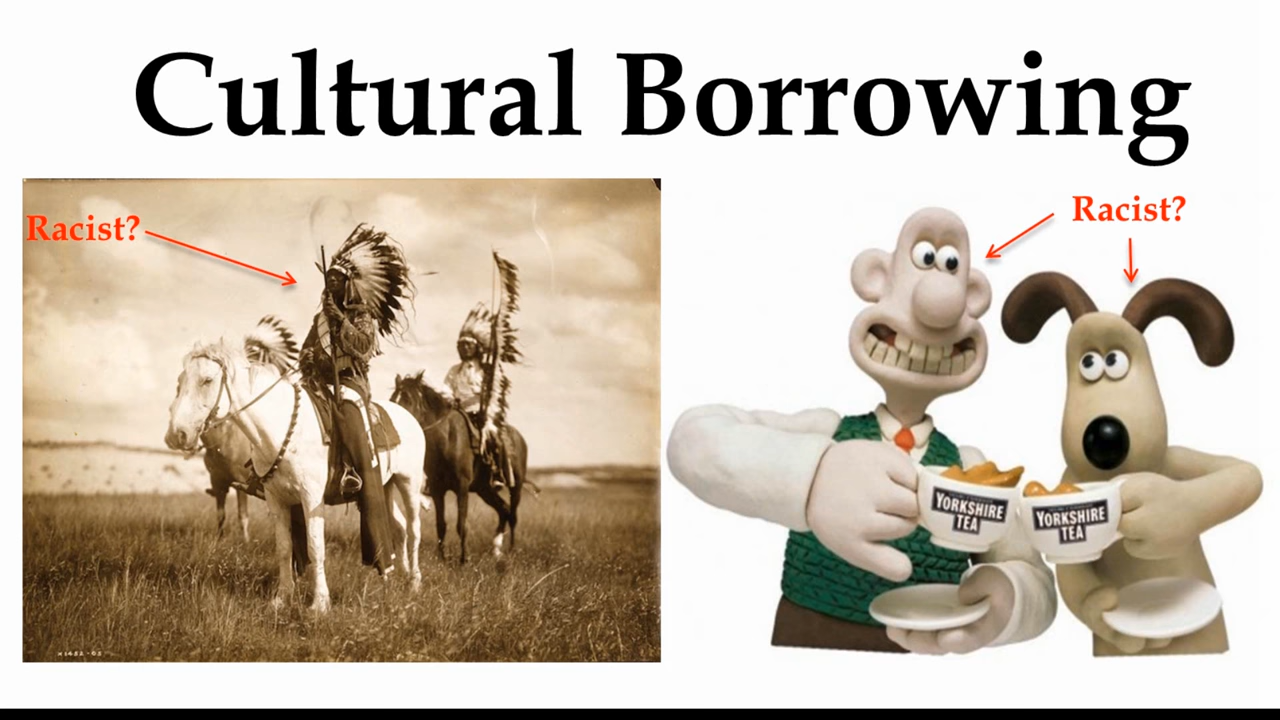 Cultural Borrowing
Racist?
Racist?
YORKSHIRE
TEA
YORKSHIRE
TEA